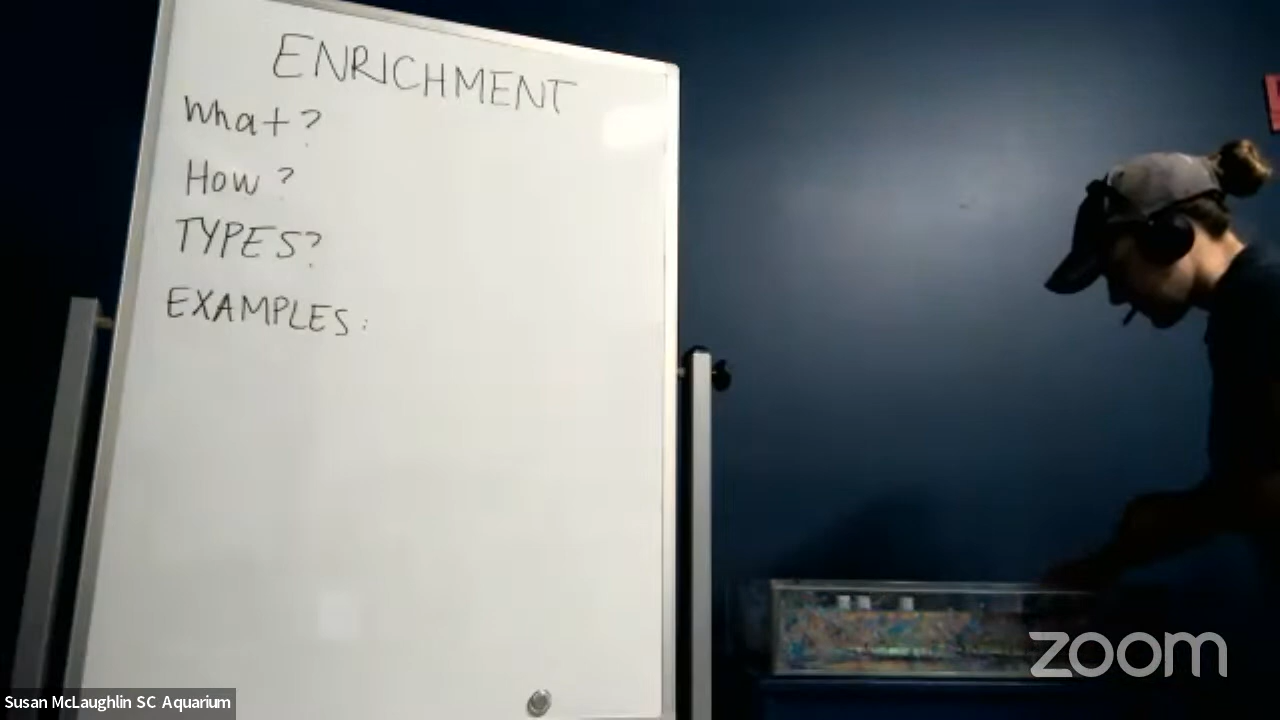 ENRICHMENT
What?
How?
TYPES?
EXAMPLES:
zoom
Susan McLaughlin SC Aquarium